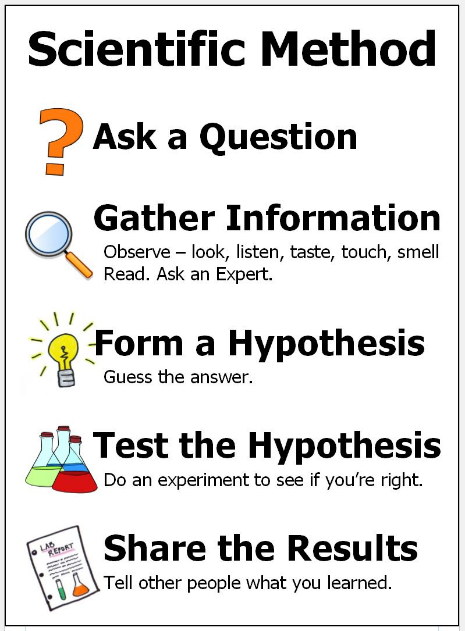 Scientific Method
?
Ask a Question
Gather Information
Observe – look, listen, taste, touch, smell
Read. Ask an Expert.
Form a Hypothesis
Guess the answer.
Test the Hypothesis
Do an experiment to see if you're right.
LAB
REPORT
Share the Results
Tell other people what you learned.